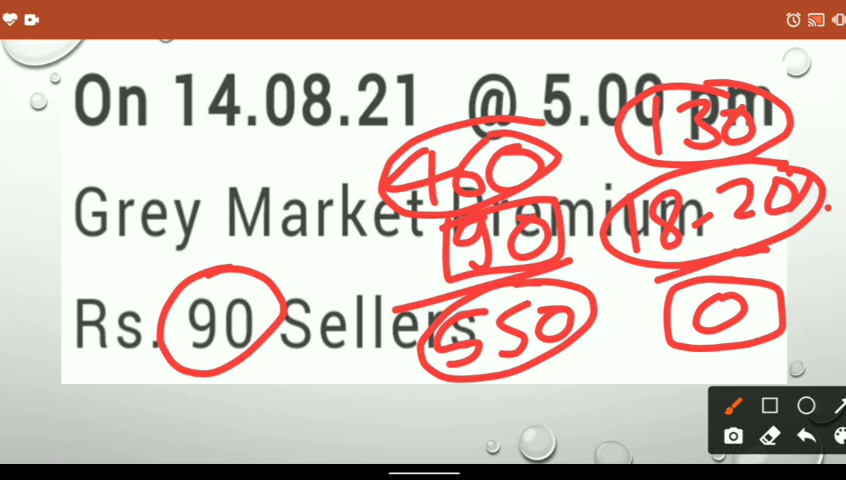 On 14.08.21 @ 5.00 pm
130
460
Grey Market Premium
18-20%
90
Rs. 90 Sellers
550
0